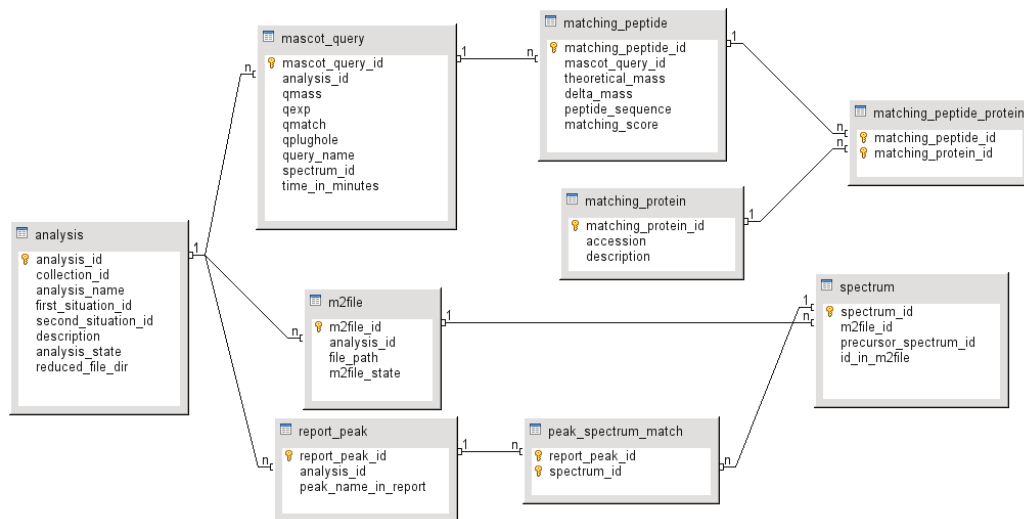 mascot_query
mascot_query_id
analysis_id
qmass
qexp
qmatch
qplughole
query_name
spectrum_id
time_in_minutes
1
n
n
matching_peptide
matching_peptide_id
mascot_query_id
theoretical_mass
delta_mass
peptide_sequence
matching_score
1
n
n
matching_peptide_protein
matching_peptide_id
matching_protein_id
matching_protein
matching_protein_id
accession
description
1
analysis
analysis_id
collection_id
analysis_name
first_situation_id
second_situation_id
description
analysis_state
reduced_file_dir
1
m2file
m2file_id
analysis_id
file_path
m2file_state
n
1
spectrum
spectrum_id
m2file_id
precursor_spectrum_id
id_in_m2file
1
n
report_peak
report_peak_id
analysis_id
peak_name_in_report
n
1
n
peak_spectrum_match
report_peak_id
spectrum_id
n